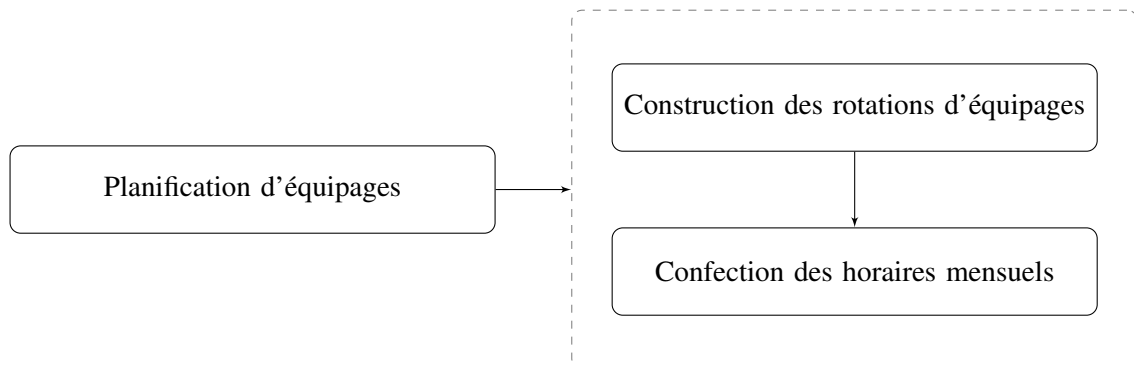 Construction des rotations d'équipages
Planification d'équipages
Confection des horaires mensuels